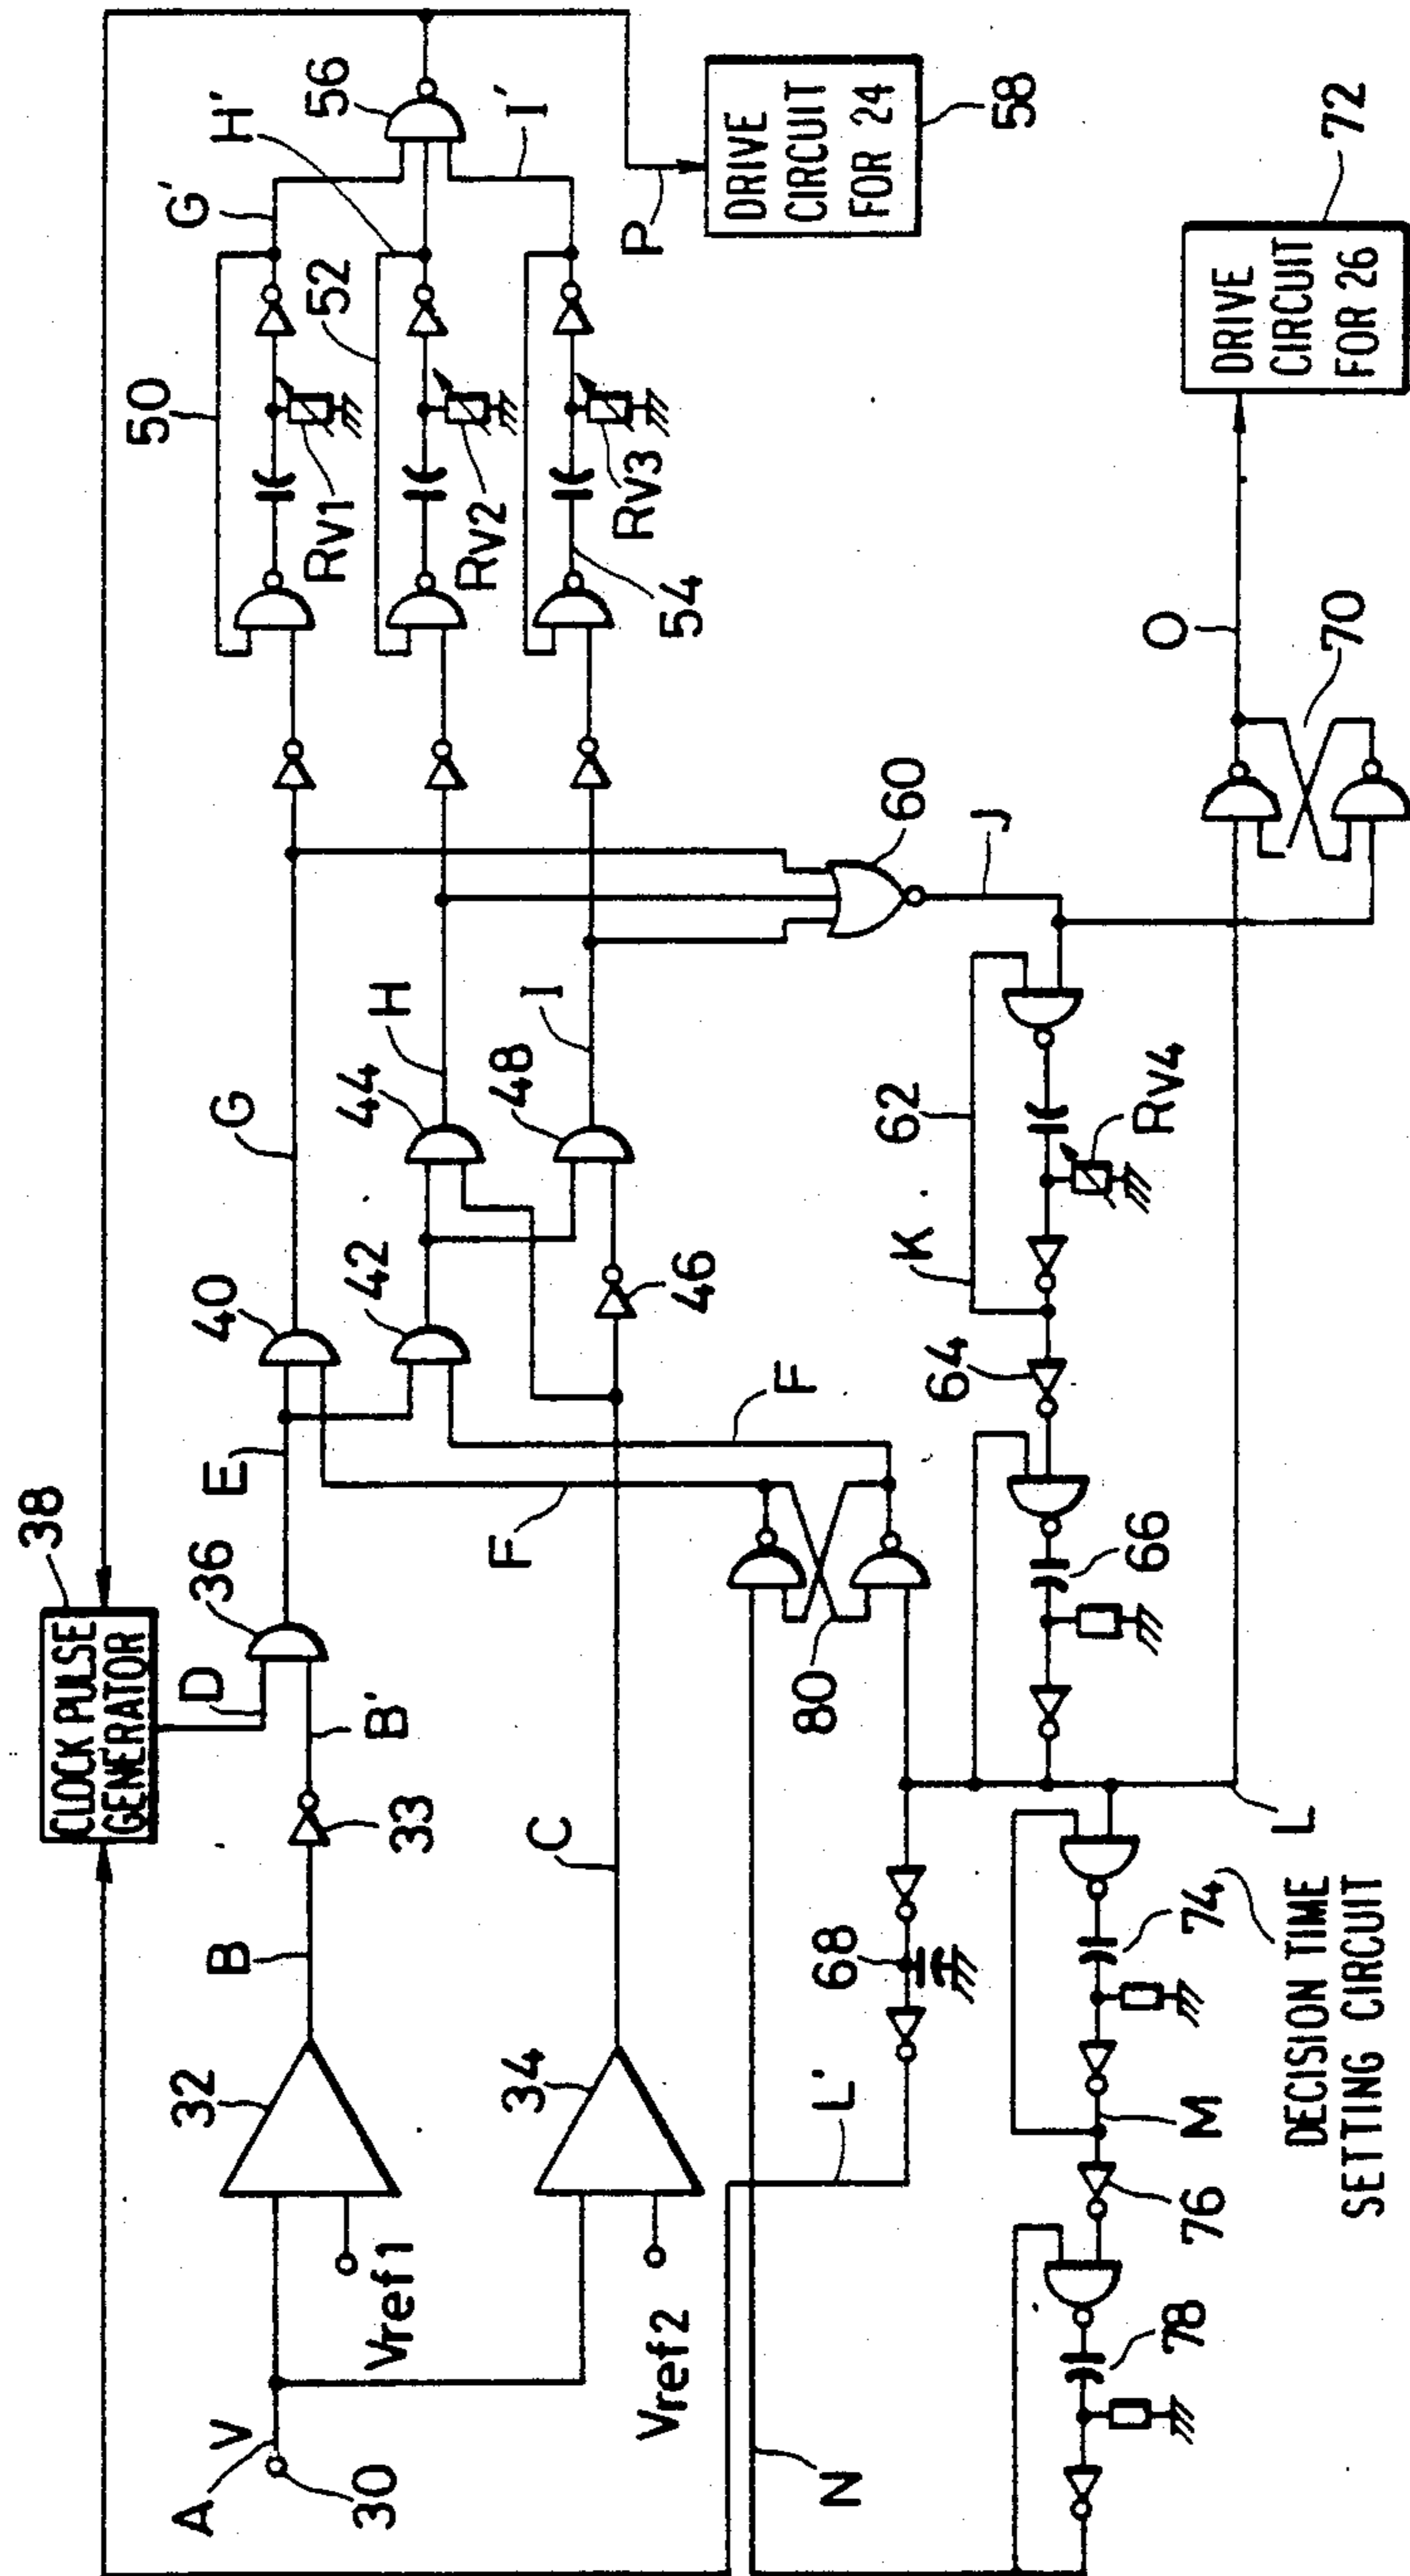 A
V
30
Vref1
Vref2
32
34
B
C
33
B'
D
CLOCK PULSE
GENERATOR
38
36
E
40
42
F
F
80
46
44
48
G
H
I
50
52
54
Rv1
Rv2
Rv3
G'
H'
I'
56
P
DRIVE
CIRCUIT
FOR 24
58
60
J
62
K
Rv4
64
66
68
L'
L
70
O
DRIVE
CIRCUIT
FOR 26
72
74
DECISION TIME
SETTING CIRCUIT
M
76
78
N